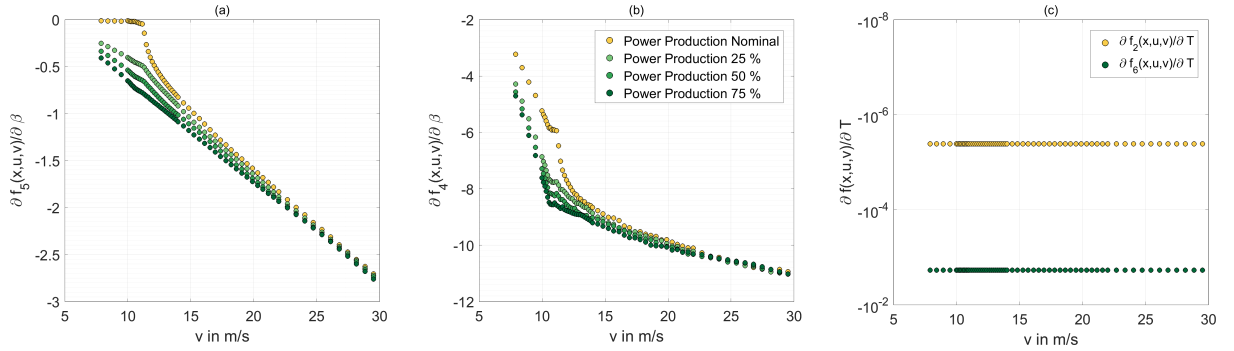 (a)
0
-0.5
-1
-1.5
-2
-2.5
-3
5 10 15 20 25 30
v in m/s
∂ f5(x,u,v)/∂ β
(b)
-2
-4
-6
-8
-10
-12
5 10 15 20 25 30
v in m/s
∂ f4(x,u,v)/∂ β
Power Production Nominal
Power Production 25 %
Power Production 50 %
Power Production 75 %
(c)
-10^-8
-10^-6
-10^-4
-10^-2
5 10 15 20 25 30
v in m/s
∂ f(x,u,v)/∂ T
∂ f2(x,u,v)/∂ T
∂ f6(x,u,v)/∂ T